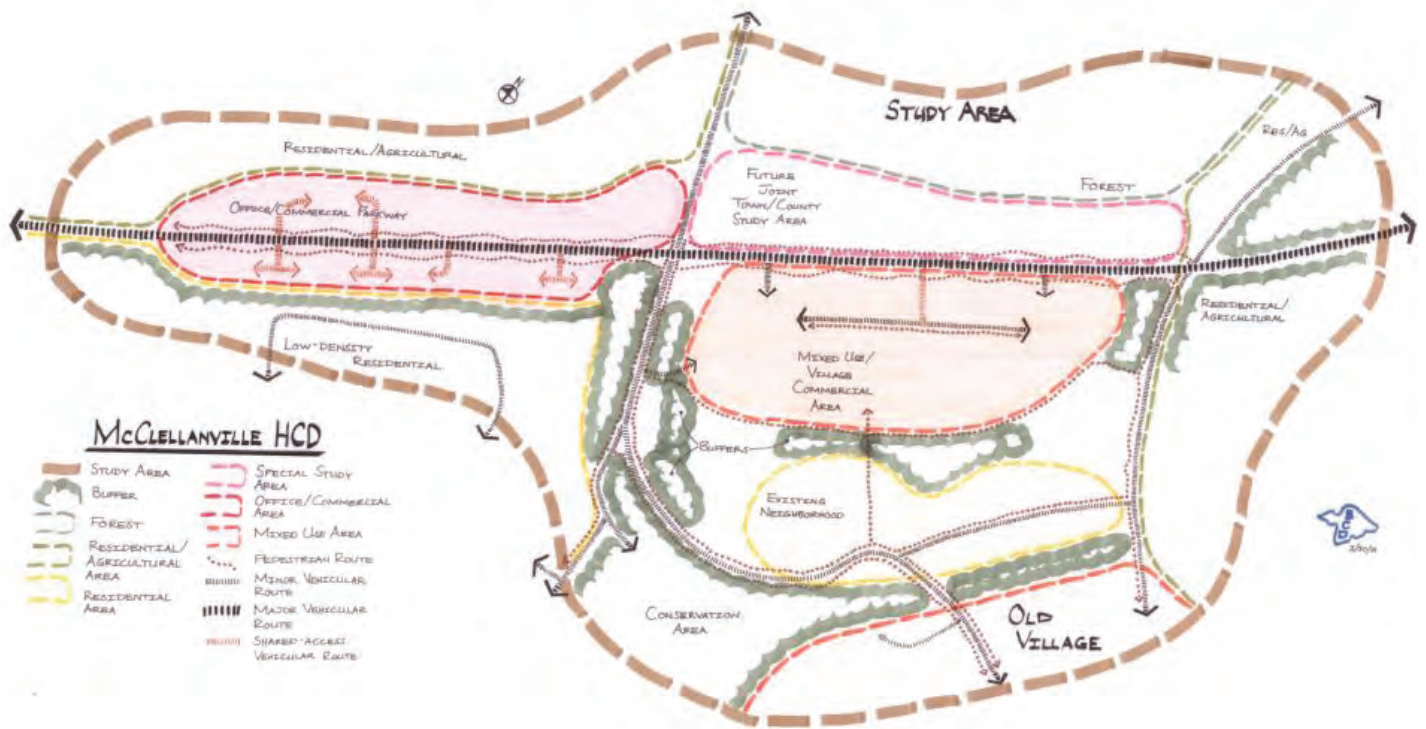 STUDY AREA
RES/AG
RESIDENTIAL/AGRICULTURAL
FUTURE
JOINT
TOWN/COUNTY
STUDY AREA
FOREST
OFFICE/COMMERCIAL PARKWAY
RESIDENTIAL/
AGRICULTURAL
LOW-DENSITY
RESIDENTIAL
MIXED USE/
VILLAGE
COMMERCIAL
AREA
BUFFERS
EXISTING
NEIGHBORHOOD
CONSERVATION
AREA
OLD
VILLAGE
McCLELLANVILLE HCD
STUDY AREA
BUFFER
FOREST
RESIDENTIAL/
AGRICULTURAL
AREA
RESIDENTIAL
AREA
SPECIAL STUDY
AREA
OFFICE/COMMERCIAL
AREA
MIXED USE AREA
PEDESTRIAN ROUTE
MINOR VEHICULAR
ROUTE
MAJOR VEHICULAR
ROUTE
SHARED-ACCESS
VEHICULAR ROUTE